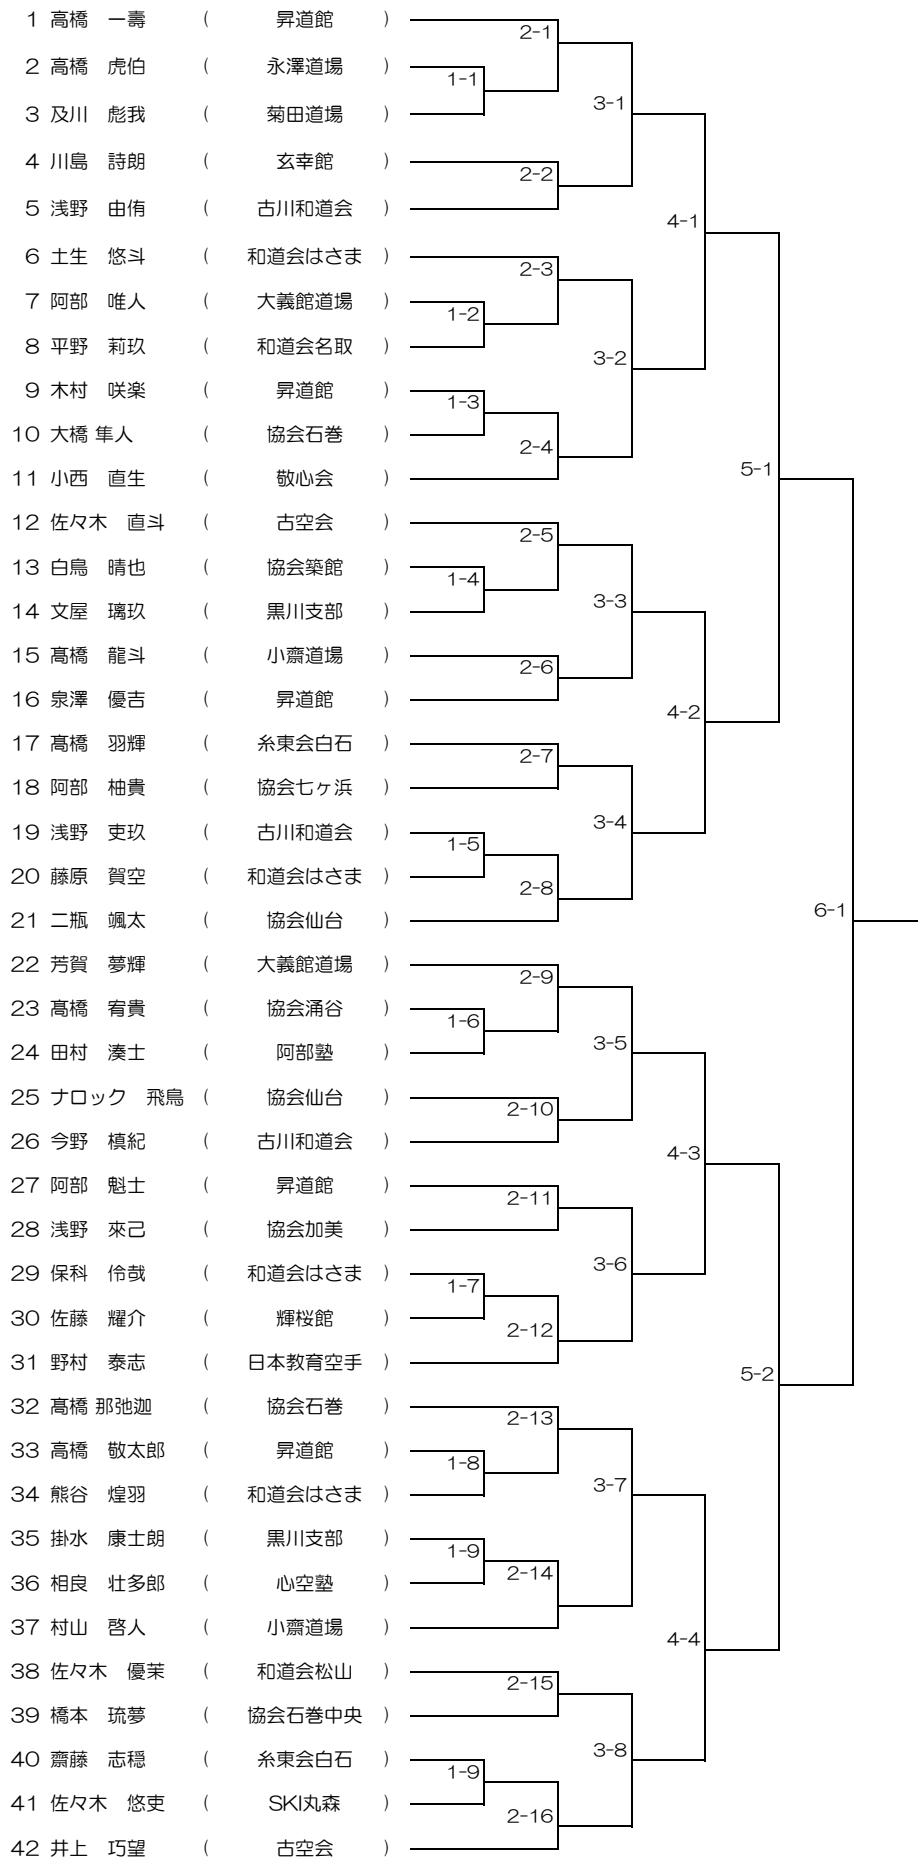 1 高橋 一壽 ( 昇道館 )
2-1
2 高橋 虎伯 ( 永澤道場 )
1-1
3-1
3 及川 彪我 ( 菊田道場 )
4 川島 詩朗 ( 玄幸館 )
2-2
5 浅野 由侑 ( 古川和道会 )
4-1
6 土生 悠斗 ( 和道会はさま )
2-3
7 阿部 唯人 ( 大義館道場 )
1-2
8 平野 莉玖 ( 和道会名取 )
3-2
9 木村 咲楽 ( 昇道館 )
1-3
10 大橋 隼人 ( 協会石巻 )
2-4
5-1
11 小西 直生 ( 敬心会 )
12 佐々木 直斗 ( 古空会 )
2-5
13 白鳥 晴也 ( 協会築館 )
1-4
3-3
14 文屋 璃玖 ( 黒川支部 )
15 髙橋 龍斗 ( 小齋道場 )
2-6
16 泉澤 優吉 ( 昇道館 )
4-2
17 髙橋 羽輝 ( 糸東会白石 )
2-7
18 阿部 柚貴 ( 協会七ヶ浜 )
3-4
19 浅野 吏玖 ( 古川和道会 )
1-5
20 藤原 賀空 ( 和道会はさま )
2-8
6-1
21 二瓶 颯太 ( 協会仙台 )
22 芳賀 夢輝 ( 大義館道場 )
2-9
23 髙橋 宥貴 ( 協会涌谷 )
1-6
3-5
24 田村 湊士 ( 阿部塾 )
25 ナロック 飛鳥 ( 協会仙台 )
2-10
26 今野 槙紀 ( 古川和道会 )
4-3
27 阿部 魁士 ( 昇道館 )
2-11
28 浅野 來己 ( 協会加美 )
3-6
29 保科 伶哉 ( 和道会はさま )
1-7
30 佐藤 耀介 ( 輝桜館 )
2-12
31 野村 泰志 ( 日本教育空手 )
5-2
32 髙橋 那弛迦 ( 協会石巻 )
2-13
33 高橋 敬太郎 ( 昇道館 )
1-8
3-7
34 熊谷 煌羽 ( 和道会はさま )
35 掛水 康士朗 ( 黒川支部 )
1-9
36 相良 壮多郎 ( 心空塾 )
2-14
37 村山 啓人 ( 小齋道場 )
4-4
38 佐々木 優茉 ( 和道会松山 )
2-15
39 橋本 琉夢 ( 協会石巻中央 )
3-8
40 齋藤 志穏 ( 糸東会白石 )
1-9
41 佐々木 悠吏 ( SKI丸森 )
2-16
42 井上 巧望 ( 古空会 )